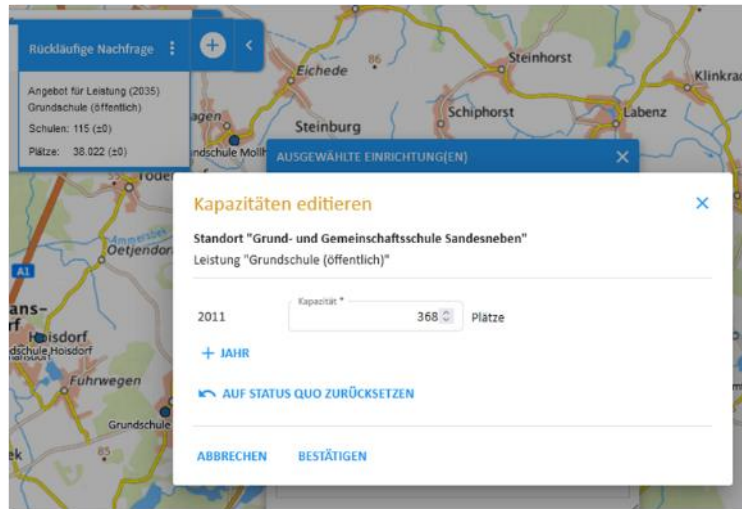 Rückläufige Nachfrage
Angebot für Leistung (2035)
Grundschule (öffentlich)
Schulen: 115 (±0)
Plätze: 38.022 (±0)
Eichede
86
Steinhorst
Klinkrad
Schiphorst
Labenz
Steinburg
AUSGEWÄHLTE EINRICHTUNG(EN)
Kapazitäten editieren
Standort "Grund- und Gemeinschaftsschule Sandesneben"
Leistung "Grundschule (öffentlich)"
2011
Kapazität *
368
Plätze
+ JAHR
AUF STATUS QUO ZURÜCKSETZEN
ABBRECHEN
BESTÄTIGEN
A1
Hoisdorf
Fuhrwegen
Grundschule
85